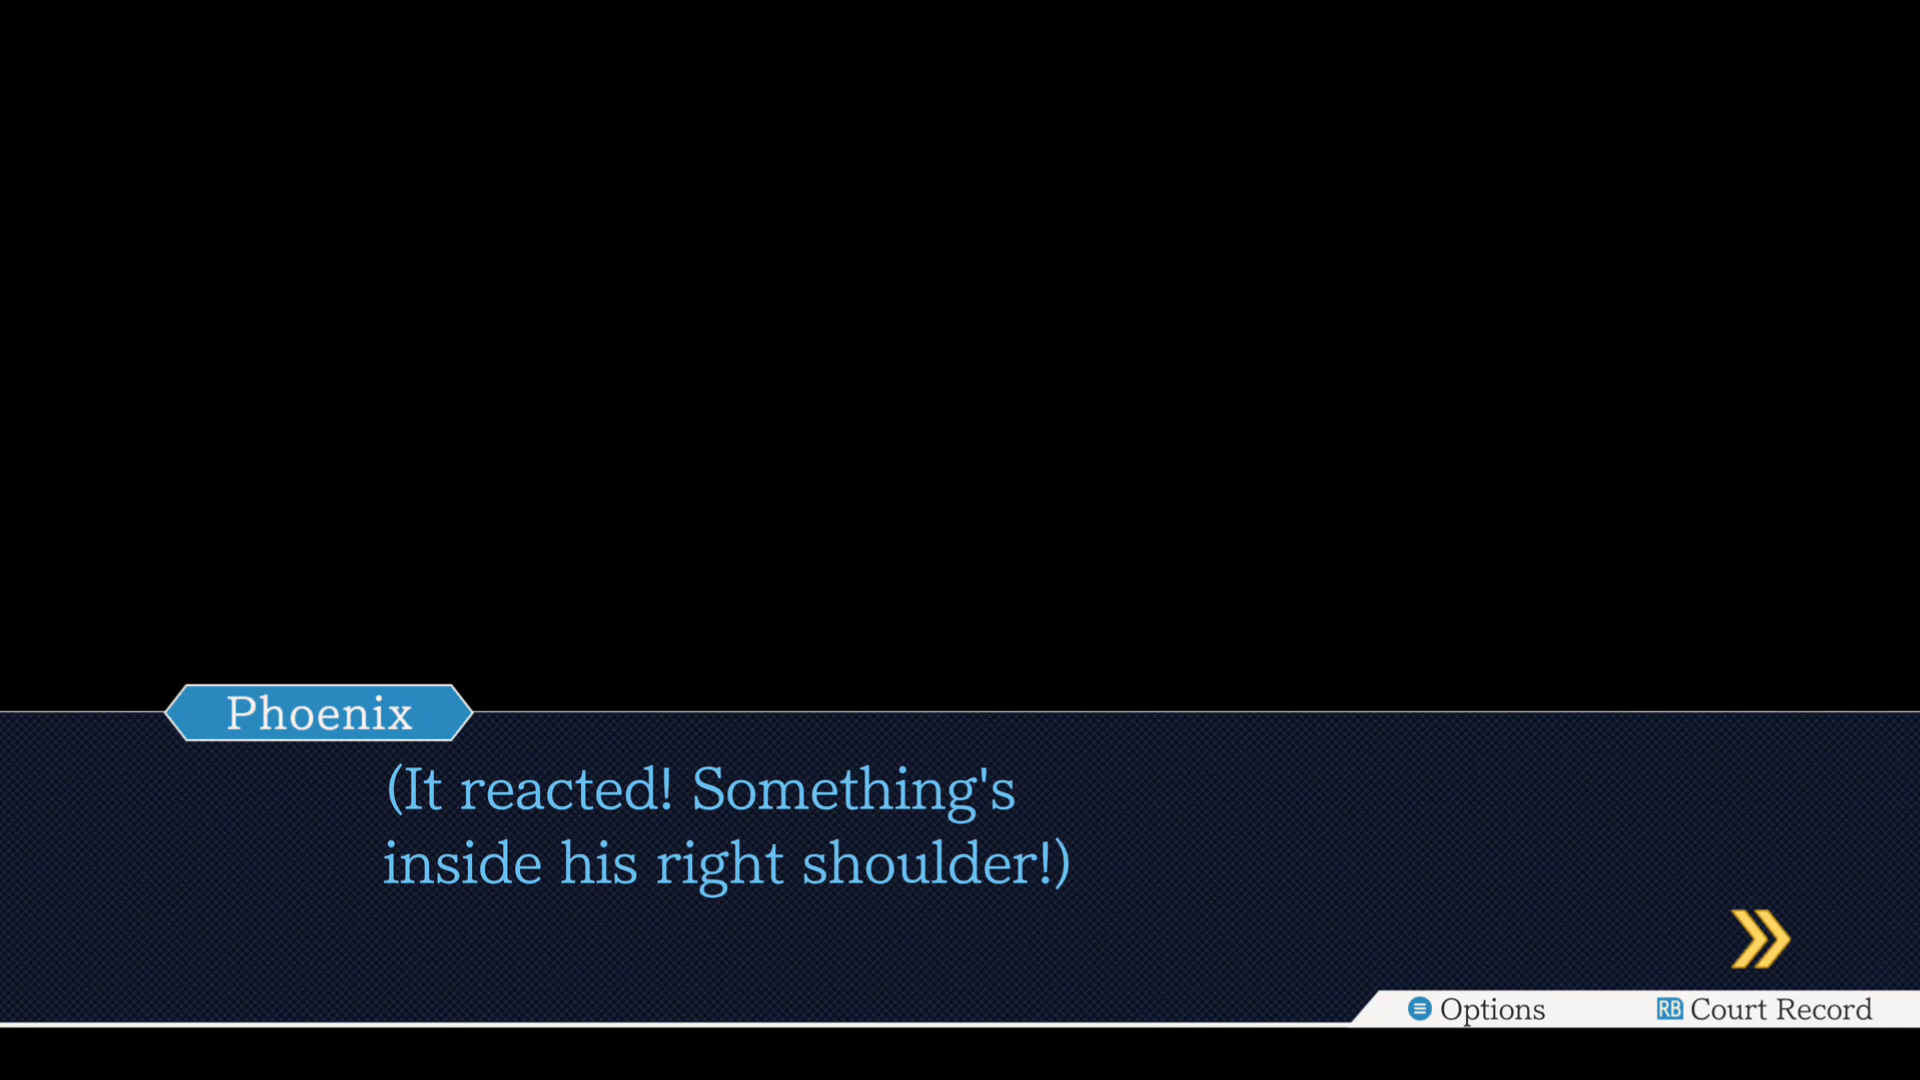 Phoenix
(It reacted! Something's
inside his right shoulder!)
Options
RB Court Record